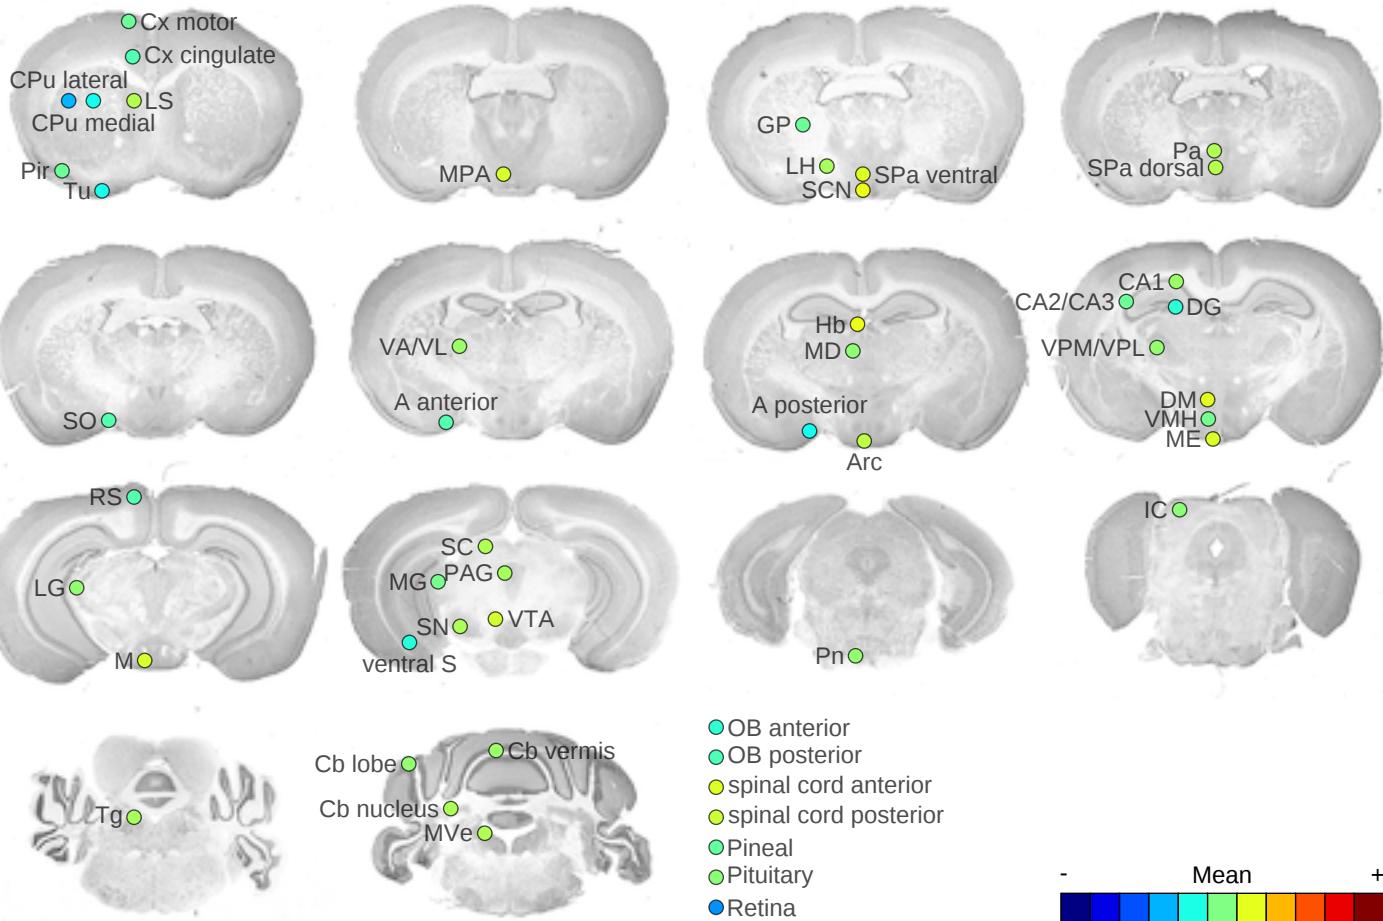 Cx motor
Cx cingulate
CPu lateral
LS
CPu medial
Pir
Tu
MPA
GP
LH
SPa ventral
SCN
Pa
SPa dorsal
SO
VA/VL
A anterior
Hb
MD
A posterior
Arc
CA1
CA2/CA3
DG
VPM/VPL
DM
VMH
ME
RS
LG
M
SC
PAG
MG
SN
VTA
ventral S
Pn
IC
Tg
Cb vermis
Cb lobe
Cb nucleus
MVe
OB anterior
OB posterior
spinal cord anterior
spinal cord posterior
Pineal
Pituitary
Retina
- Mean +